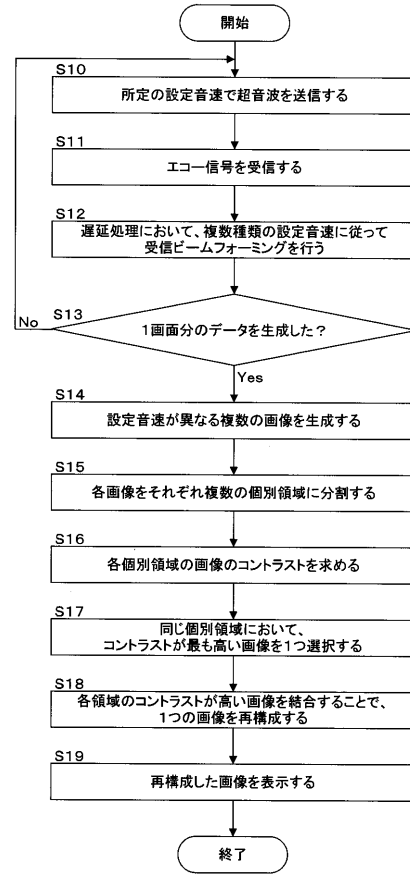 開始
S10
所定の設定音速で超音波を送信する
S11
エコー信号を受信する
S12
遅延処理において、複数種類の設定音速に従って
受信ビームフォーミングを行う
S13
No
1画面分のデータを生成した?
Yes
S14
設定音速が異なる複数の画像を生成する
S15
各画像をそれぞれ複数の個別領域に分割する
S16
各個別領域の画像のコントラストを求める
S17
同じ個別領域において、
コントラストが最も高い画像を1つ選択する
S18
各領域のコントラストが高い画像を結合することで、
1つの画像を再構成する
S19
再構成した画像を表示する
終了